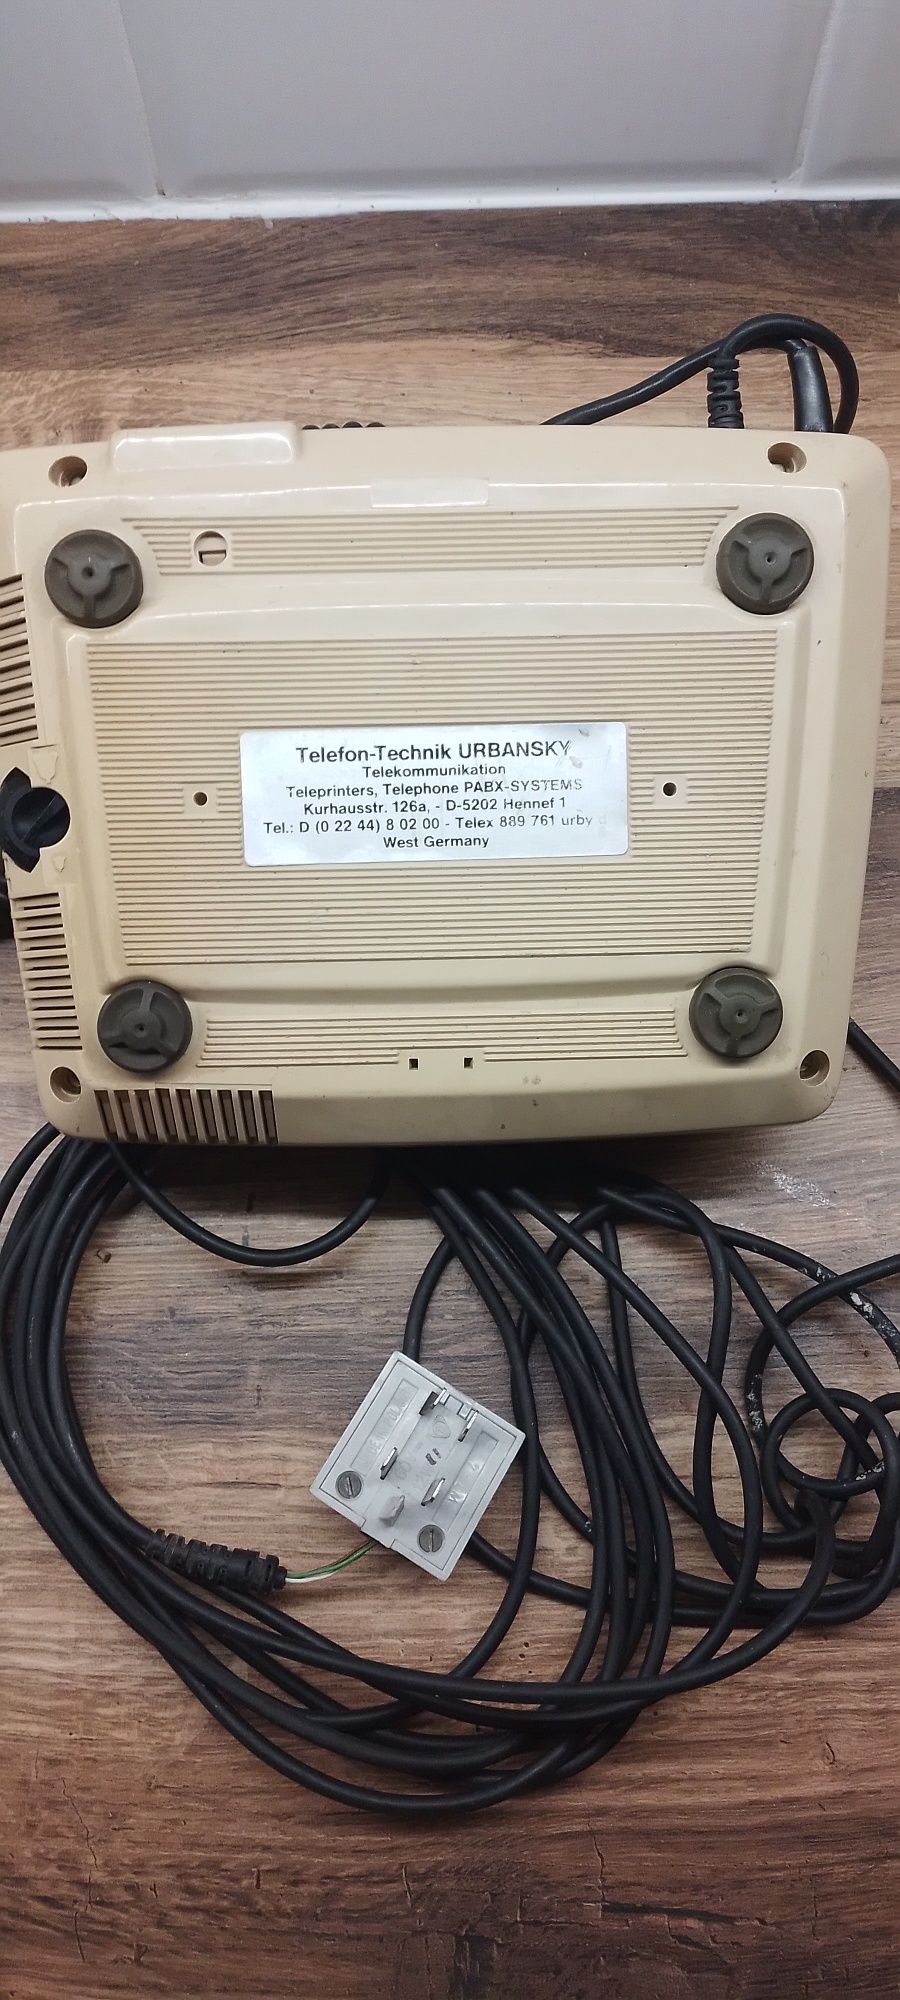 Telefon-Technik URBANSKY
Telekommunikation
Teleprinters, Telephone PABX-SYSTEMS
Kurhausstr. 126a, - D-5202 Hennef 1
Tel.: D (0 22 44) 8 02 00 - Telex 889 761 urby d
West Germany